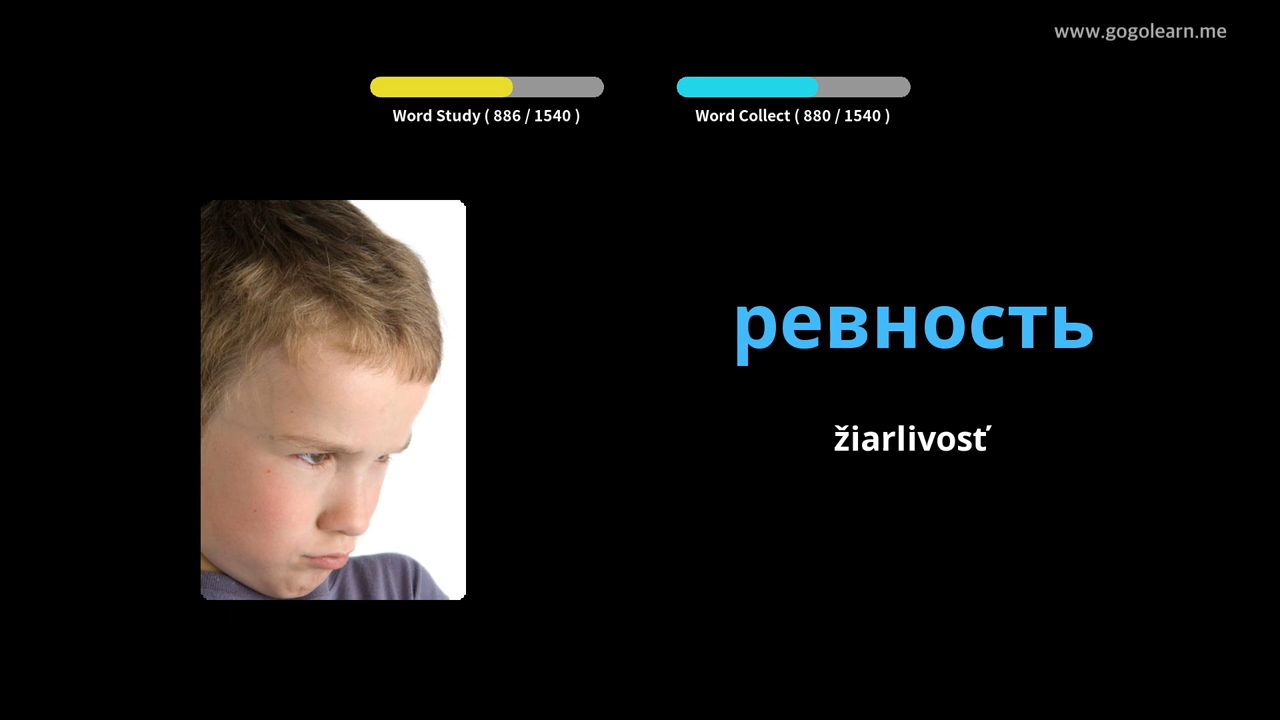 www.gogolearn.me
Word Study ( 886 / 1540 )
Word Collect ( 880 / 1540 )
ревность
žiarlivosť